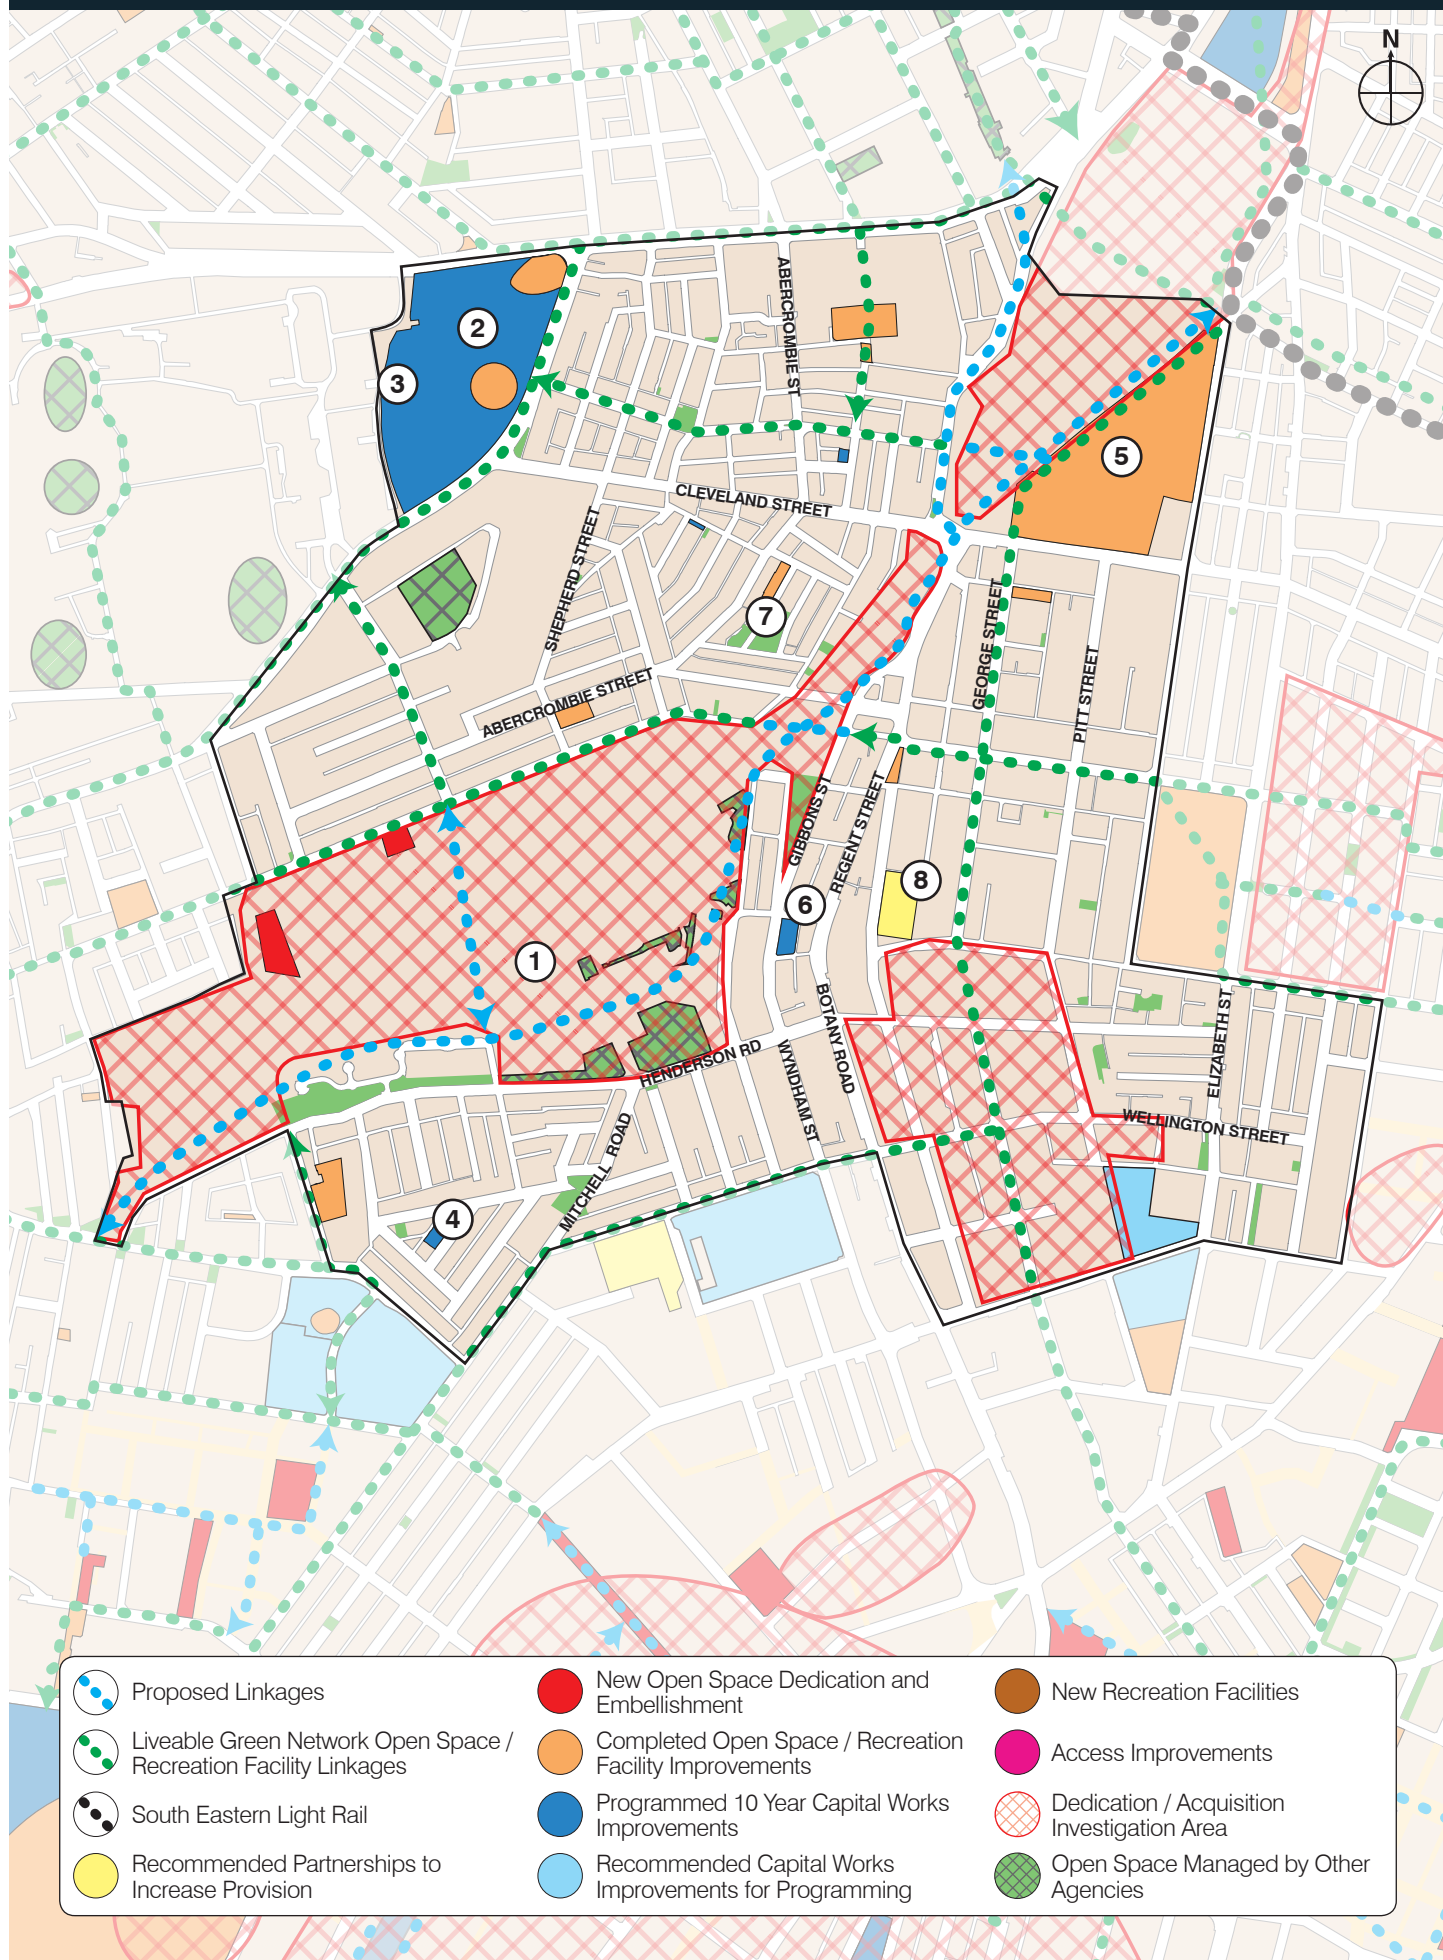 N
2
ABERCROMBIE ST
3
5
CLEVELAND STREET
SHEPHERD STREET
7
GEORGE STREET
PITT STREET
ABERCROMBIE STREET
GIBBONS ST
REGENT STREET
8
6
1
BOTANY ROAD
ELIZABETH ST
HENDERSON RD
WYNDHAM ST
WELLINGTON STREET
MITCHELL ROAD
4
Proposed Linkages
Liveable Green Network Open Space /
Recreation Facility Linkages
South Eastern Light Rail
Recommended Partnerships to
Increase Provision
New Open Space Dedication and
Embellishment
Completed Open Space / Recreation
Facility Improvements
Programmed 10 Year Capital Works
Improvements
Recommended Capital Works
Improvements for Programming
New Recreation Facilities
Access Improvements
Dedication / Acquisition
Investigation Area
Open Space Managed by Other
Agencies